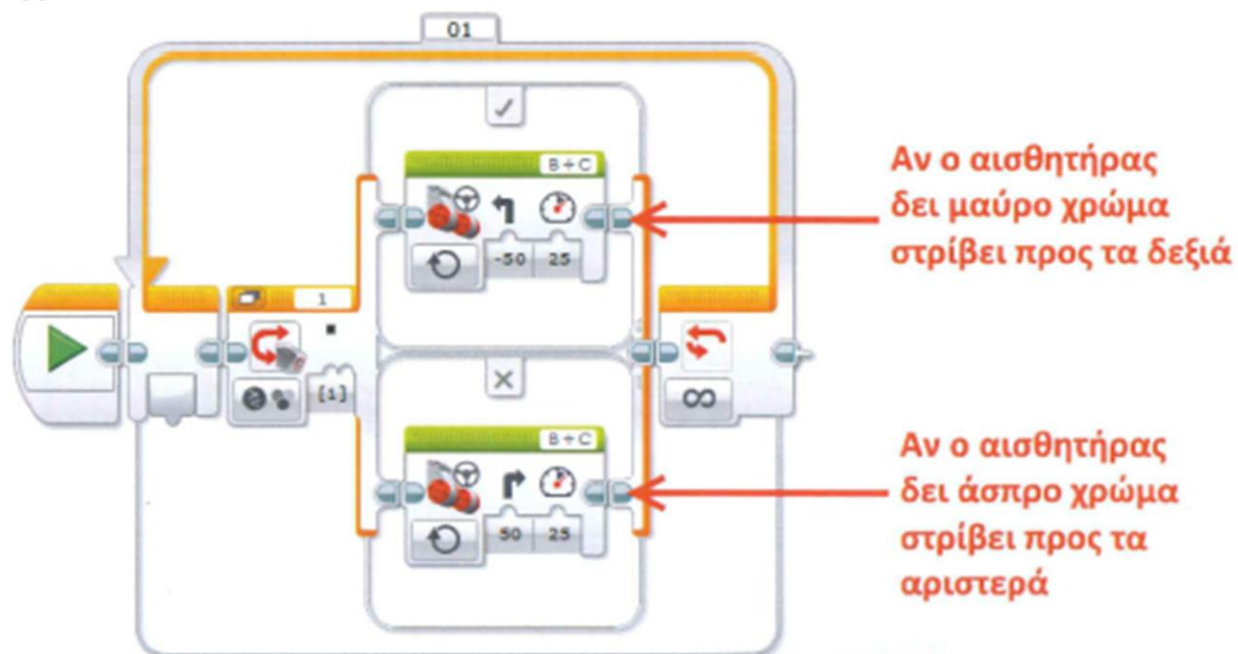 01
B+C
Αν ο αισθητήρας
δει μαύρο χρώμα
στρίβει προς τα δεξιά
-50 25
1
[1]
B+C
50 25
Αν ο αισθητήρας
δει άσπρο χρώμα
στρίβει προς τα
αριστερά